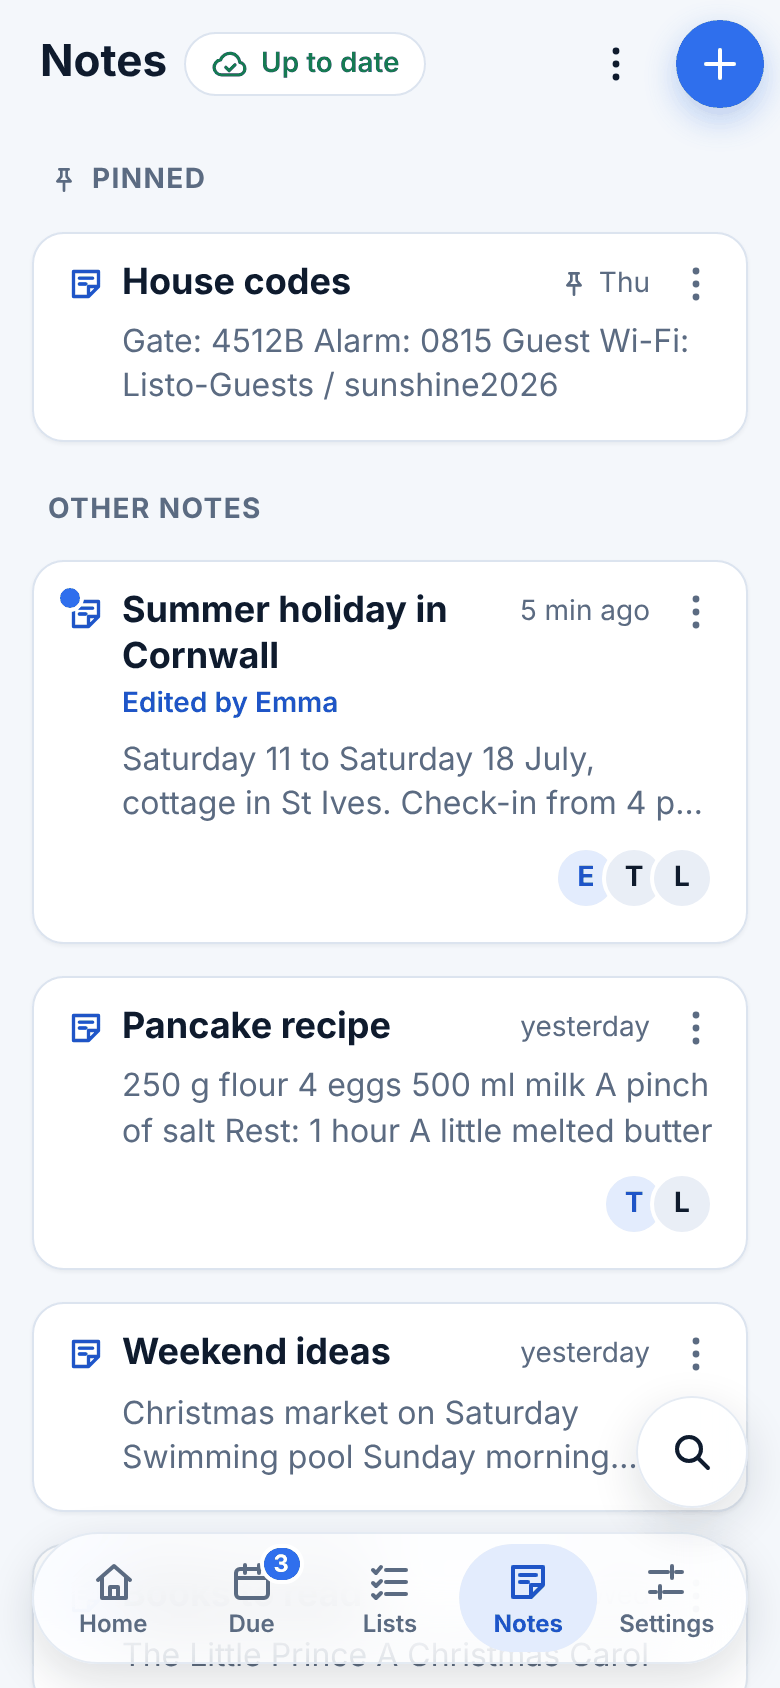 Notes
Up to date
PINNED
House codes
Thu
Gate: 4512B Alarm: 0815 Guest Wi-Fi:
Listo-Guests / sunshine2026
OTHER NOTES
Summer holiday in
Cornwall
5 min ago
Edited by Emma
Saturday 11 to Saturday 18 July,
cottage in St Ives. Check-in from 4 p...
E T L
Pancake recipe
yesterday
250 g flour 4 eggs 500 ml milk A pinch
of salt Rest: 1 hour A little melted butter
T L
Weekend ideas
yesterday
Christmas market on Saturday
Swimming pool Sunday morning...
3
Home
Due
Lists
Notes
Settings
The Little Prince A Christmas Carol